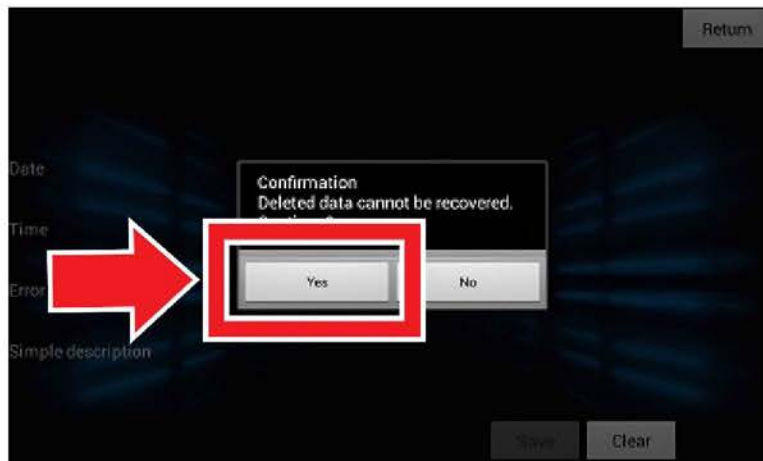 Return
Date
Confirmation
Deleted data cannot be recovered.
Time
Yes
No
Error
Simple description
Save
Clear